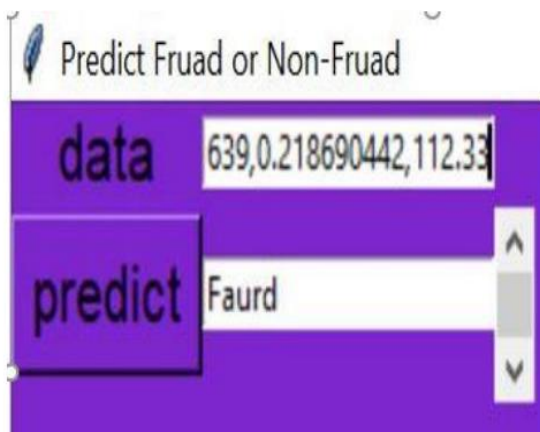 Predict Fruad or Non-Fruad
data 639,0.218690442,112.33
predict Faurd